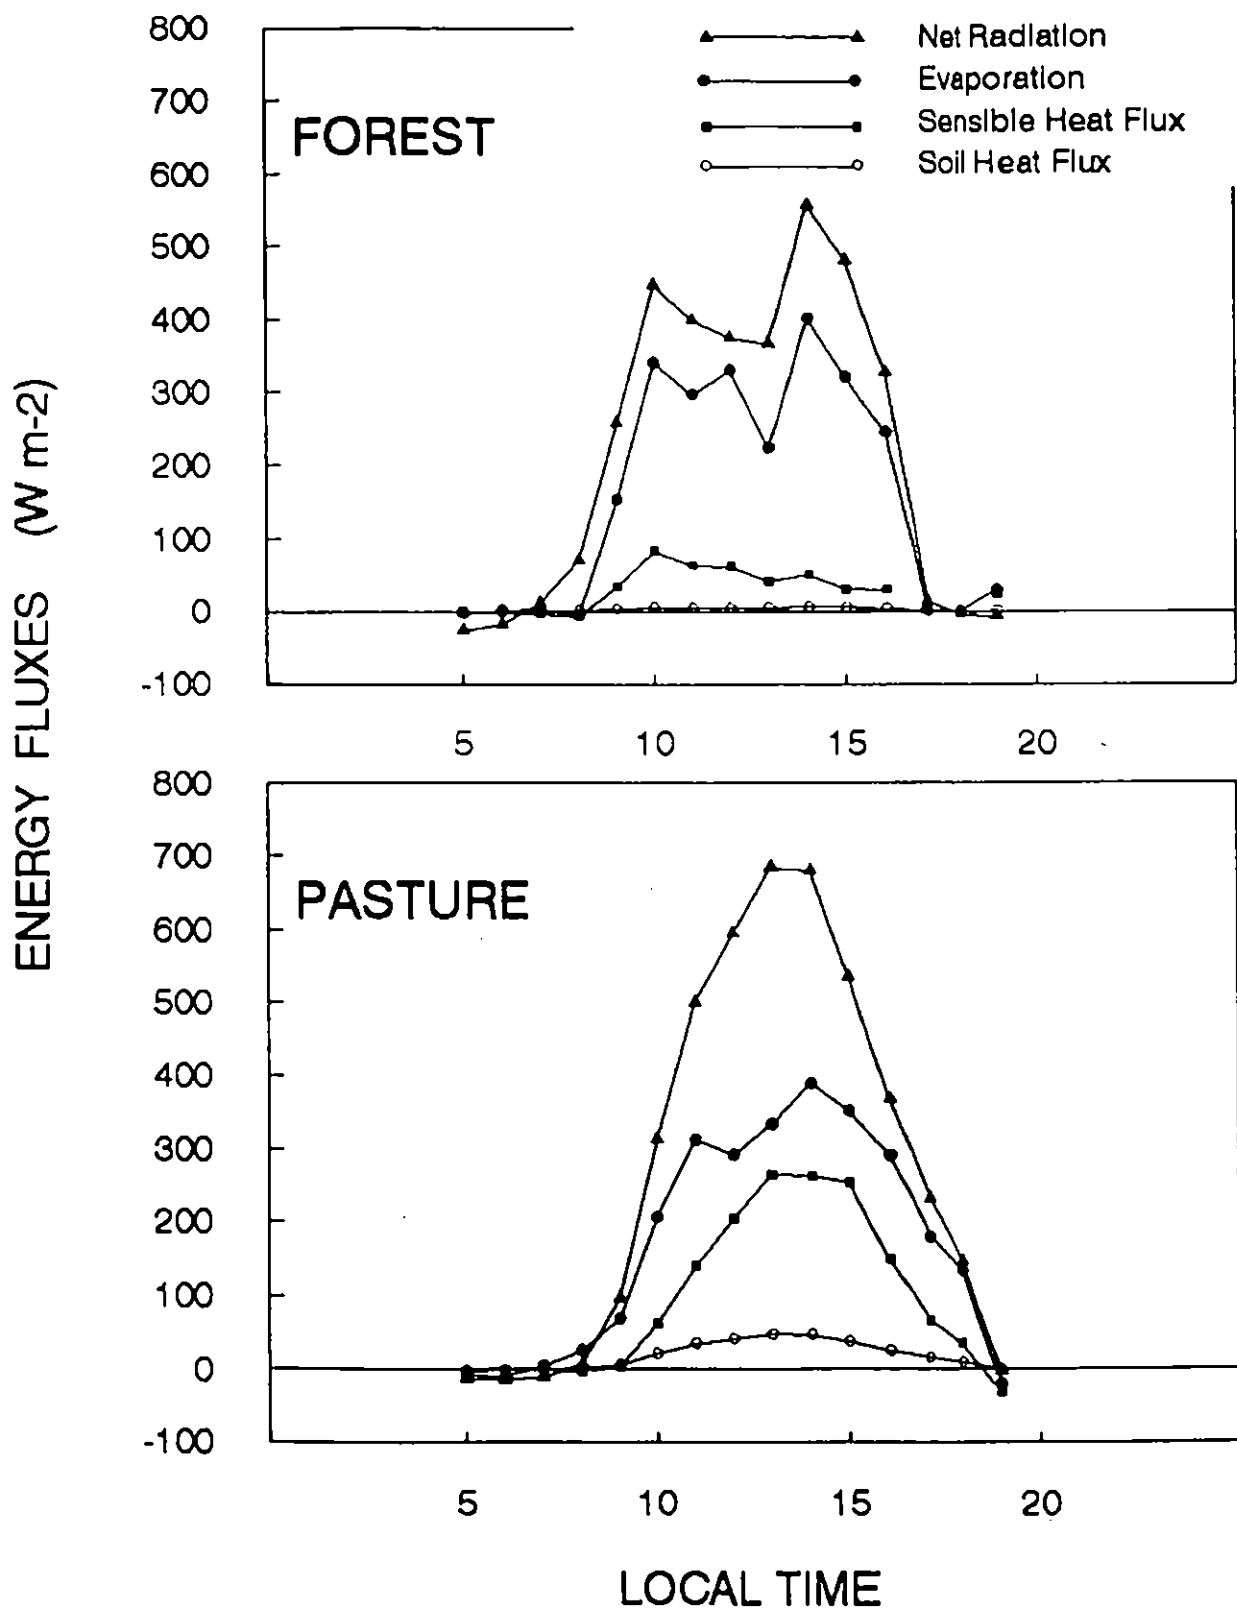 800
700
600
500
400
300
200
100
0
-100
FOREST
Net Radiation
Evaporation
Sensible Heat Flux
Soil Heat Flux
5 10 15 20
ENERGY FLUXES (W m-2)
800
700
600
500
400
300
200
100
0
-100
PASTURE
5 10 15 20
LOCAL TIME